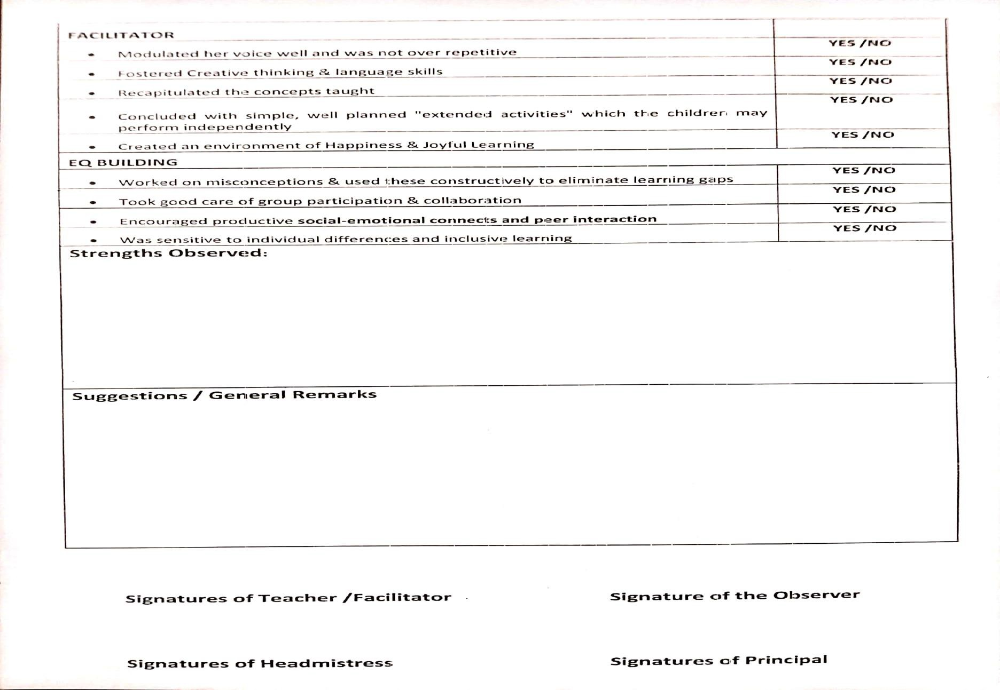 FACILITATOR
• Modulated her voice well and was not over repetitive YES /NO
• Fostered Creative thinking & language skills YES /NO
• Recapitulated the concepts taught YES /NO
• Concluded with simple, well planned "extended activities" which the children may YES /NO
perform independently
• Created an environment of Happiness & Joyful Learning YES /NO
EQ BUILDING
• Worked on misconceptions & used these constructively to eliminate learning gaps YES /NO
• Took good care of group participation & collaboration YES /NO
• Encouraged productive social-emotional connects and peer interaction YES /NO
• Was sensitive to individual differences and inclusive learning YES /NO
Strengths Observed:
Suggestions / General Remarks
Signatures of Teacher /Facilitator Signature of the Observer
Signatures of Headmistress Signatures of Principal